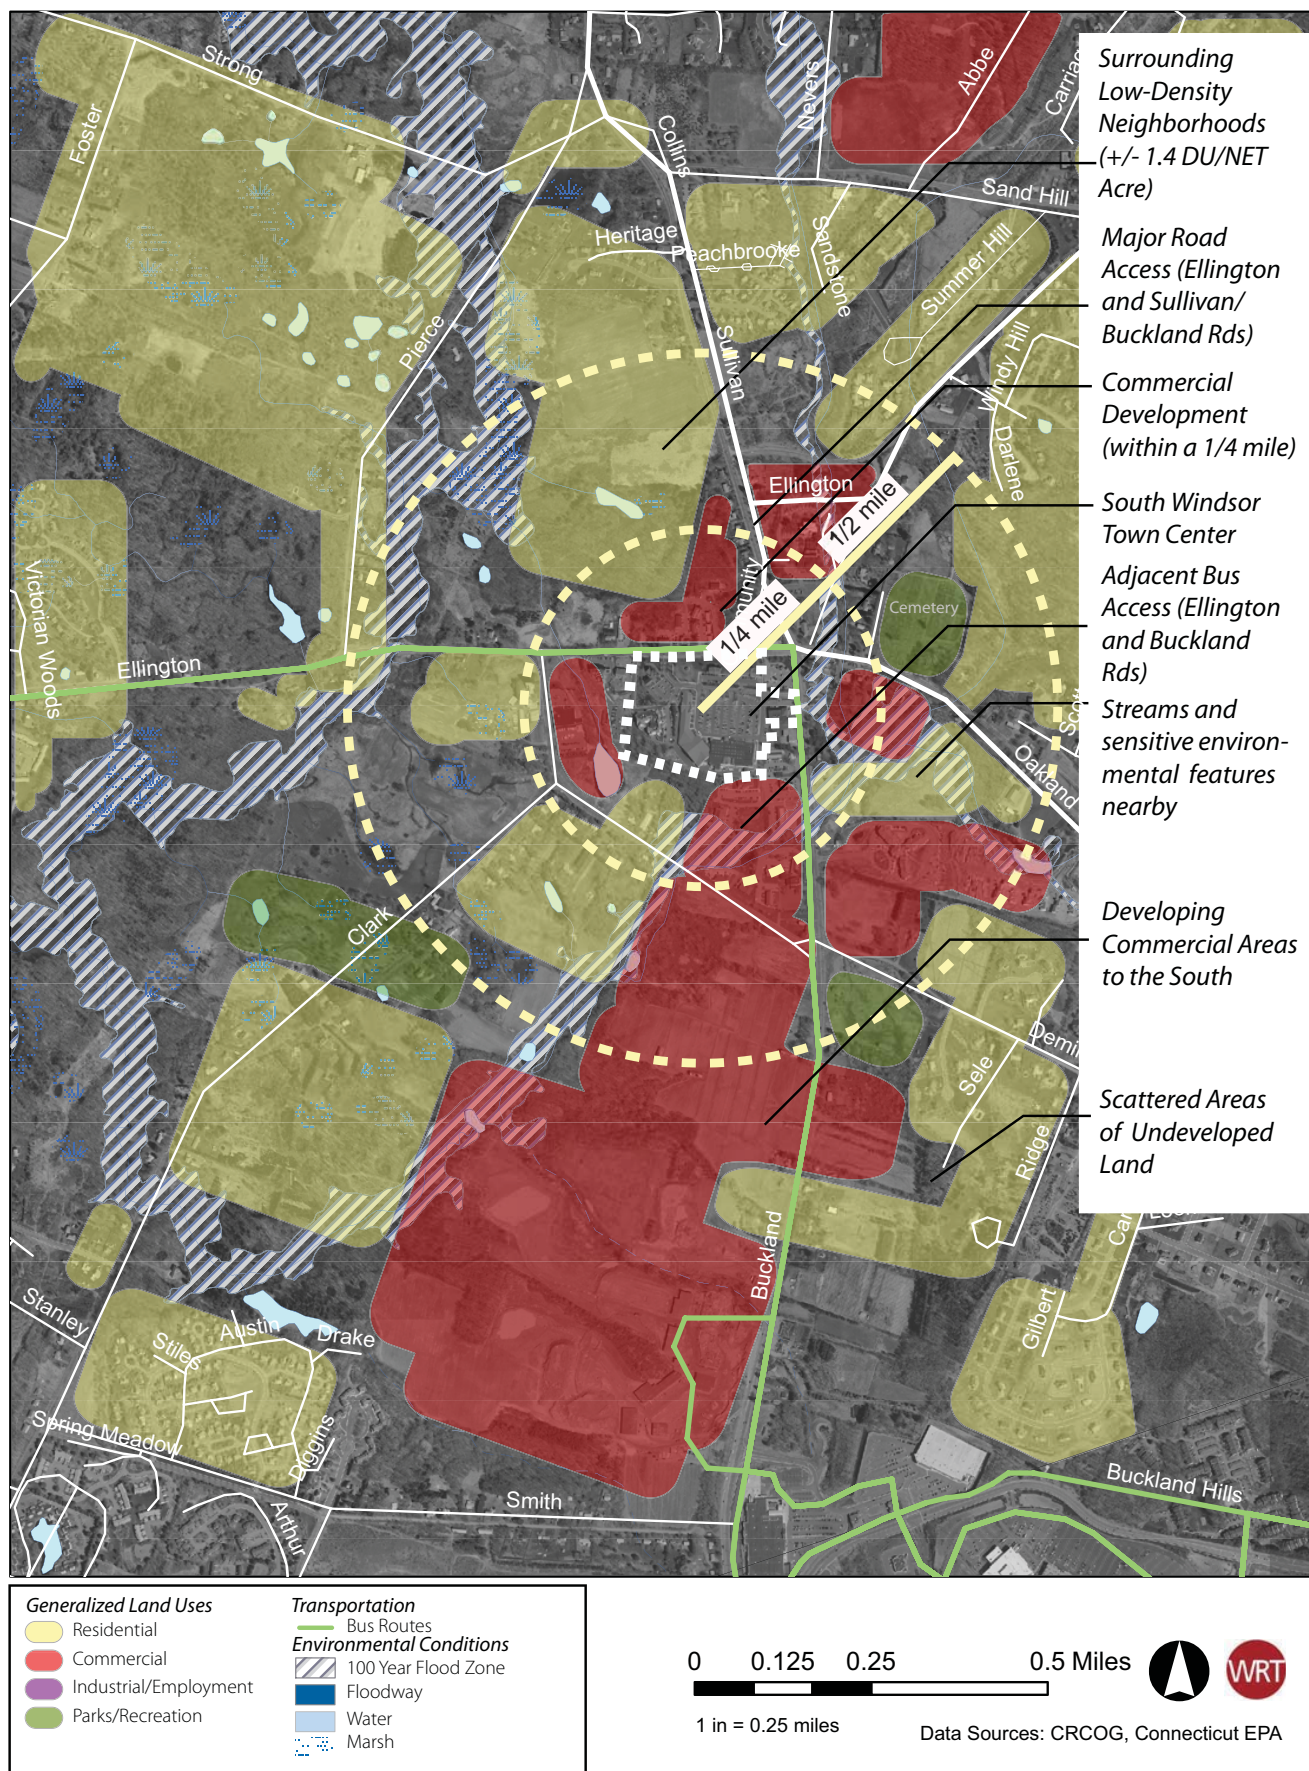 Strong
Foster
Collins
Nevers
Abbe
Sand Hill
Heritage
Peachbrooke
Sandstone
Summer Hill
Pierce
Sullivan
Windy Hill
Darlene
Ellington
1/2 mile
1/4 mile
Cemetery
Victorian Woods
Ellington
Scott
Oakland
Clark
Sele
Ridge
Buckland
Gilbert
Stanley
Austin
Drake
Stiles
Spring Meadow
Diggins
Arthur
Smith
Buckland Hills
Surrounding
Low-Density
Neighborhoods
(+/- 1.4 DU/NET
Acre)
Major Road
Access (Ellington
and Sullivan/
Buckland Rds)
Commercial
Development
(within a 1/4 mile)
South Windsor
Town Center
Adjacent Bus
Access (Ellington
and Buckland
Rds)
Streams and
sensitive environ-
mental features
nearby
Developing
Commercial Areas
to the South
Scattered Areas
of Undeveloped
Land
Generalized Land Uses
Residential
Commercial
Industrial/Employment
Parks/Recreation
Transportation
Bus Routes
Environmental Conditions
100 Year Flood Zone
Floodway
Water
Marsh
0 0.125 0.25 0.5 Miles
1 in = 0.25 miles
WRT
Data Sources: CRCOG, Connecticut EPA